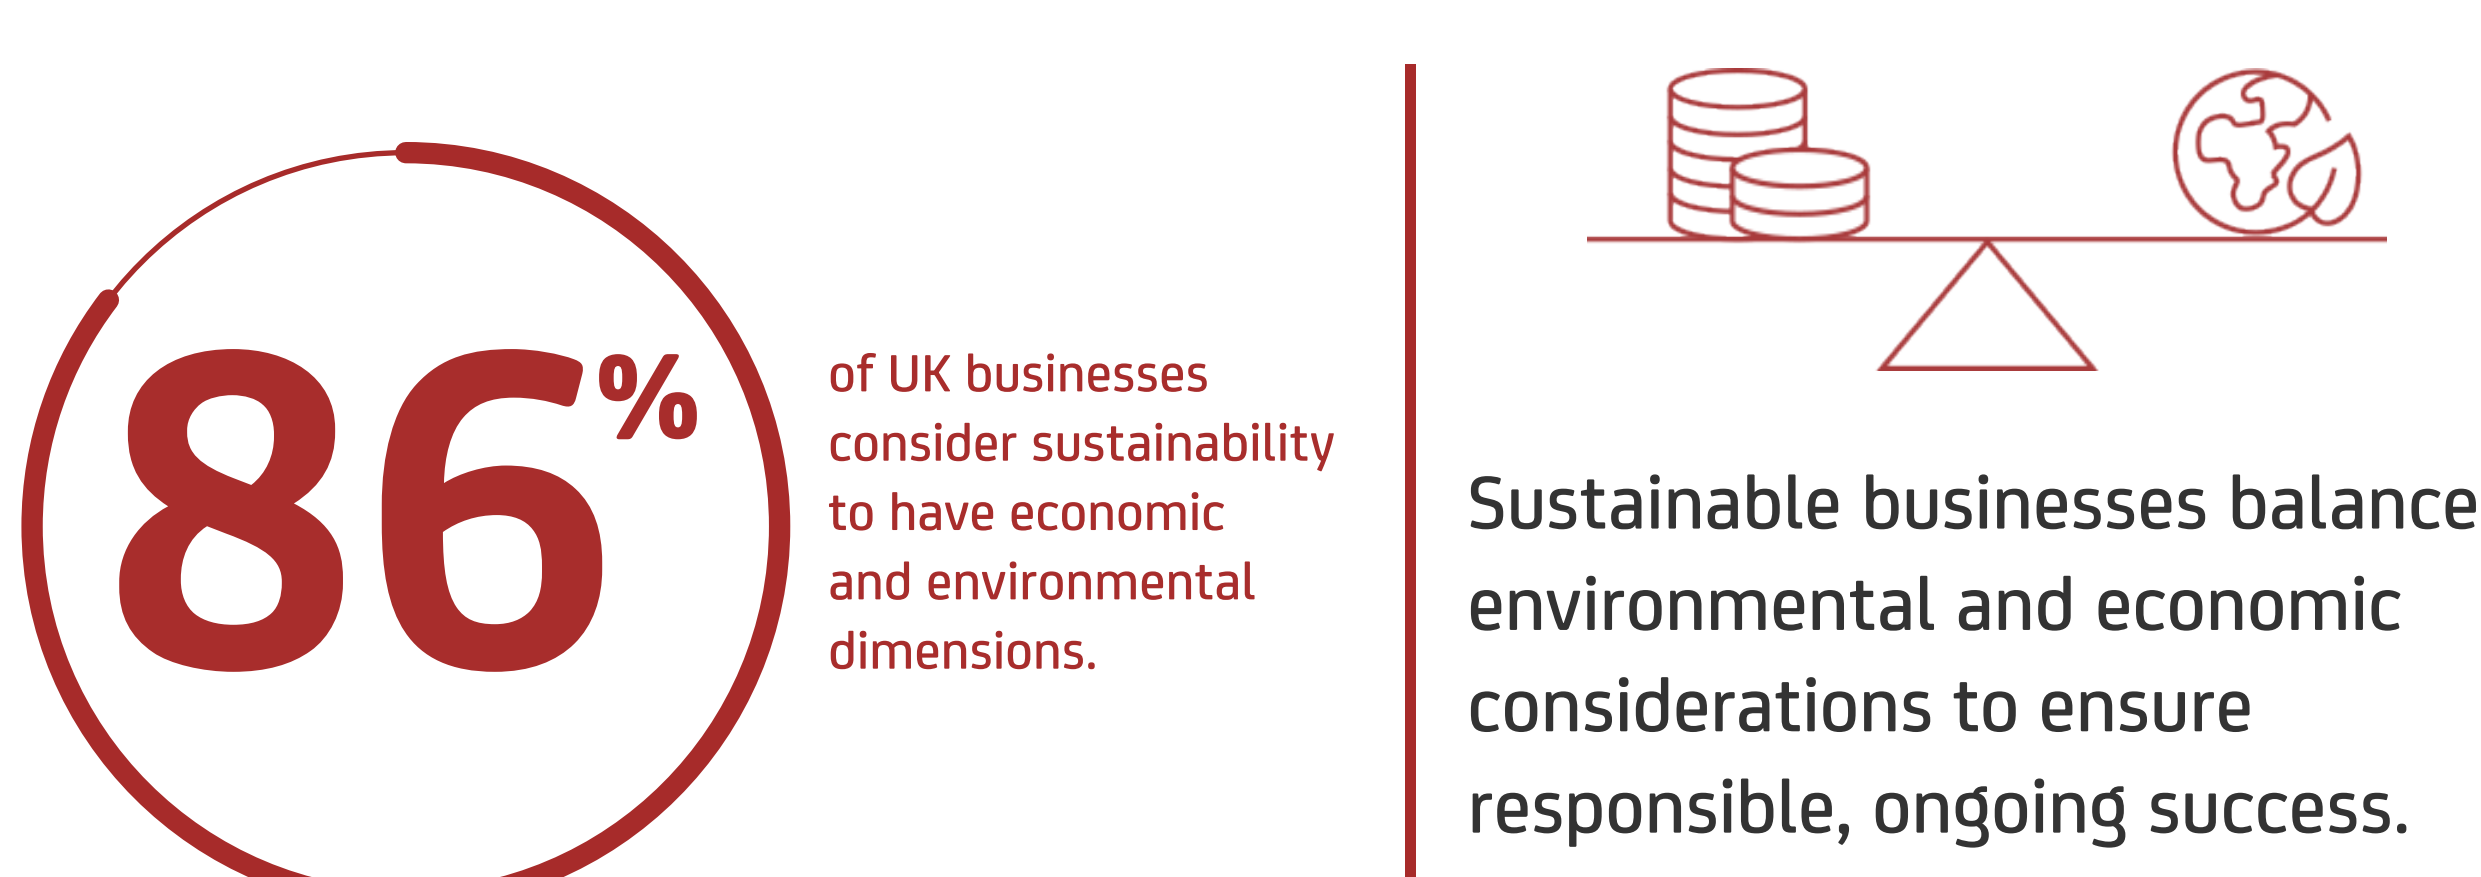 86%
of UK businesses
consider sustainability
to have economic
and environmental
dimensions.
Sustainable businesses balance
environmental and economic
considerations to ensure
responsible, ongoing success.